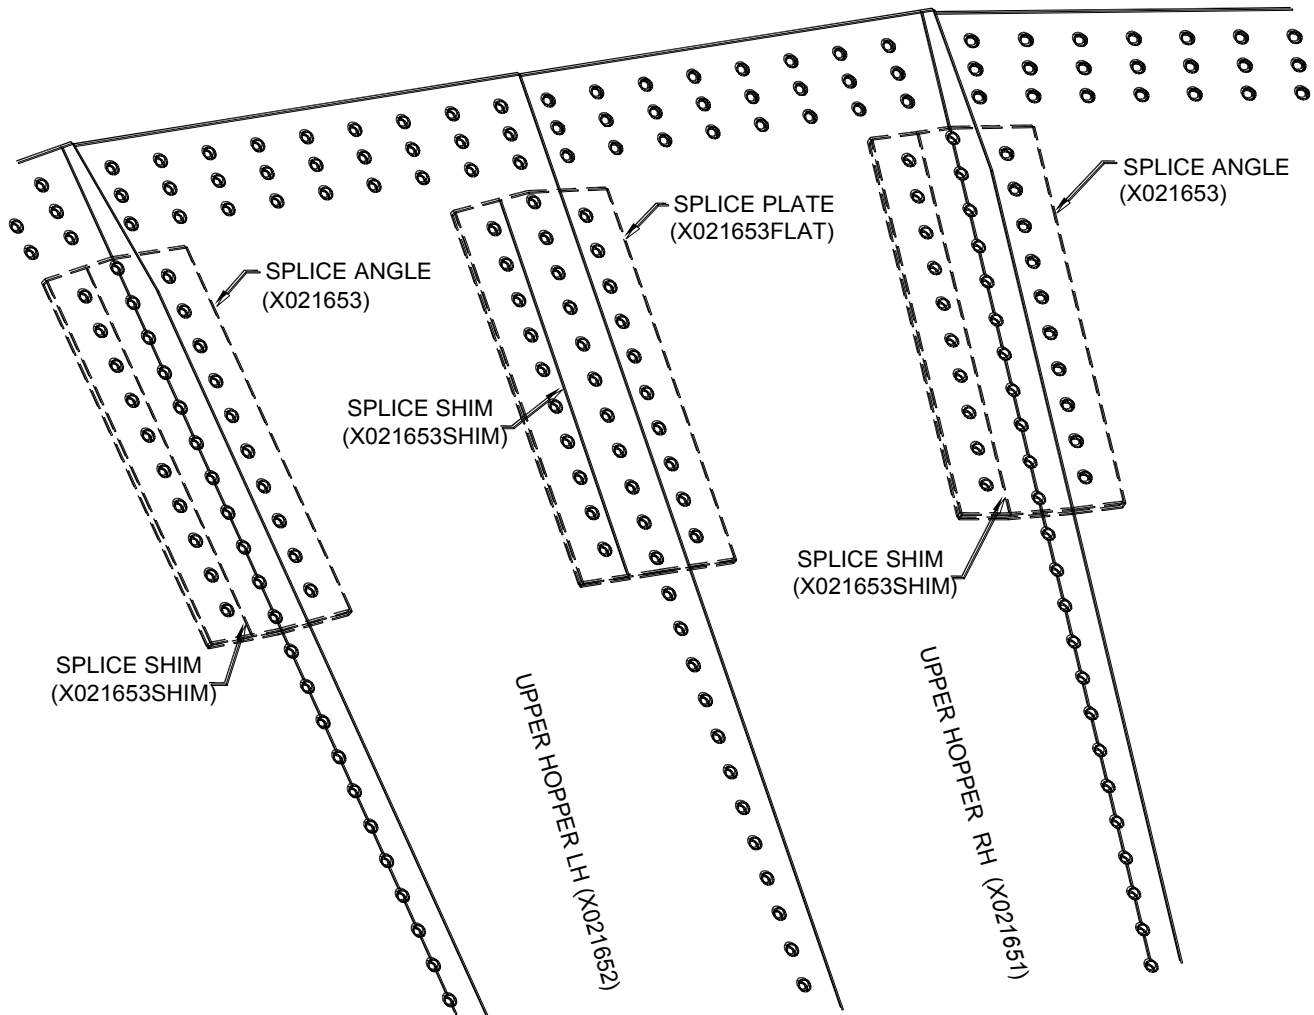 SPLICE ANGLE
(X021653)
SPLICE PLATE
(X021653FLAT)
SPLICE ANGLE
(X021653)
SPLICE SHIM
(X021653SHIM)
SPLICE SHIM
(X021653SHIM)
SPLICE SHIM
(X021653SHIM)
UPPER HOPPER LH (X021652)
UPPER HOPPER RH (X021651)